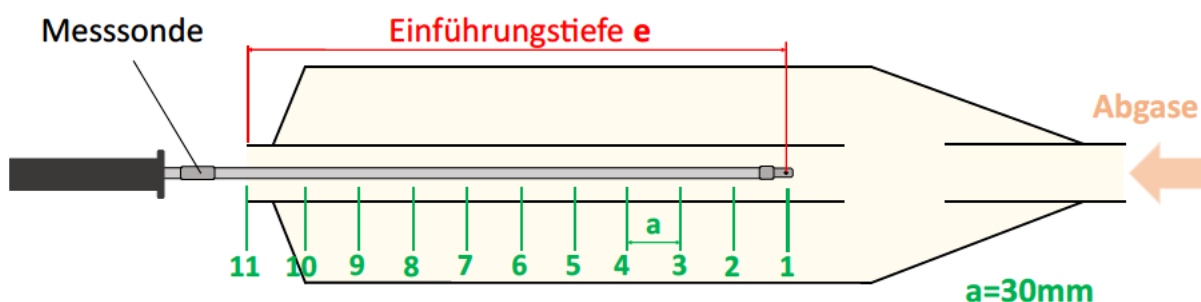 Messsonde
Einführungstiefe e
Abgase
a
11 10 9 8 7 6 5 4 3 2 1
a=30mm